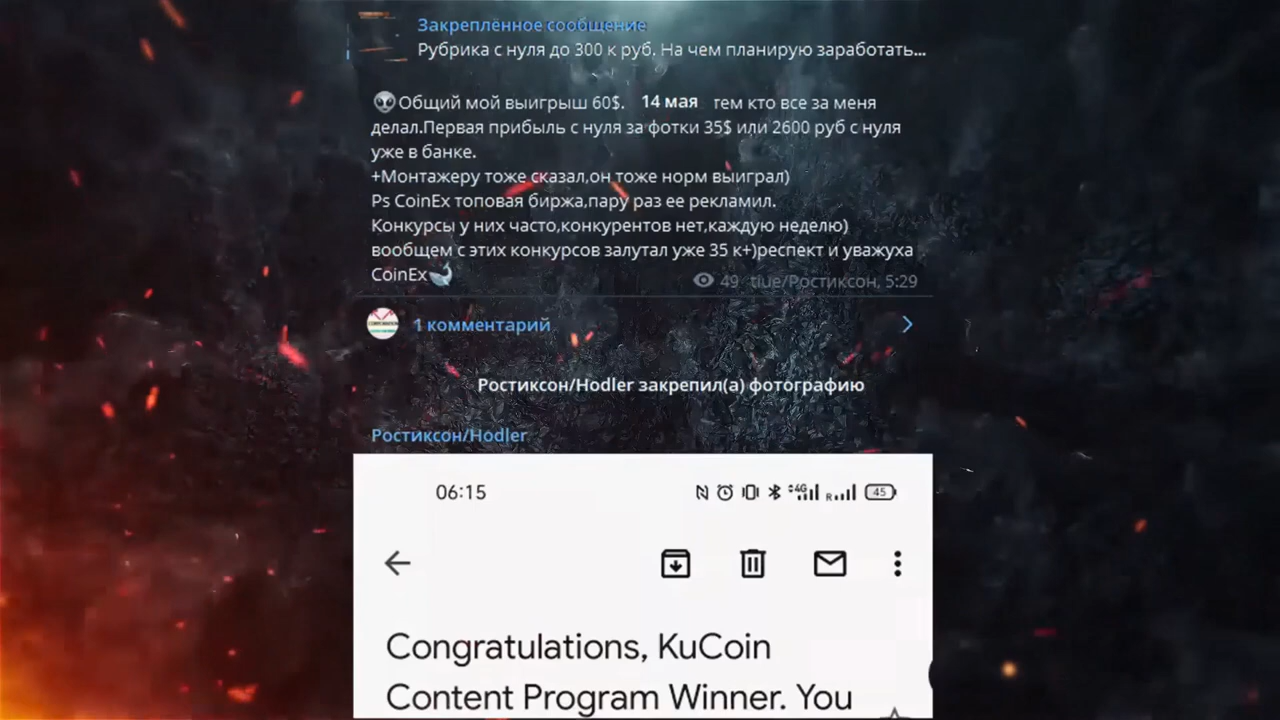 Закреплённое сообщение
Рубрика с нуля до 300 к руб. На чем планирую заработать...
Общий мой выигрыш 60$. 14 мая тем кто все за меня
делал.Первая прибыль с нуля за фотки 35$ или 2600 руб с нуля
уже в банке.
+Монтажеру тоже сказал,он тоже норм выиграл)
Ps CoinEx топовая биржа,пару раз ее рекламил.
Конкурсы у них часто,конкурентов нет,каждую неделю)
вообщем с этих конкурсов залутал уже 35 к+)респект и уважуха
CoinEx
49 tiue/Ростиксон, 5:29
1 комментарий
Ростиксон/Hodler закрепил(а) фотографию
Ростиксон/Hodler
06:15
4G
R
45
Congratulations, KuCoin
Content Program Winner. You